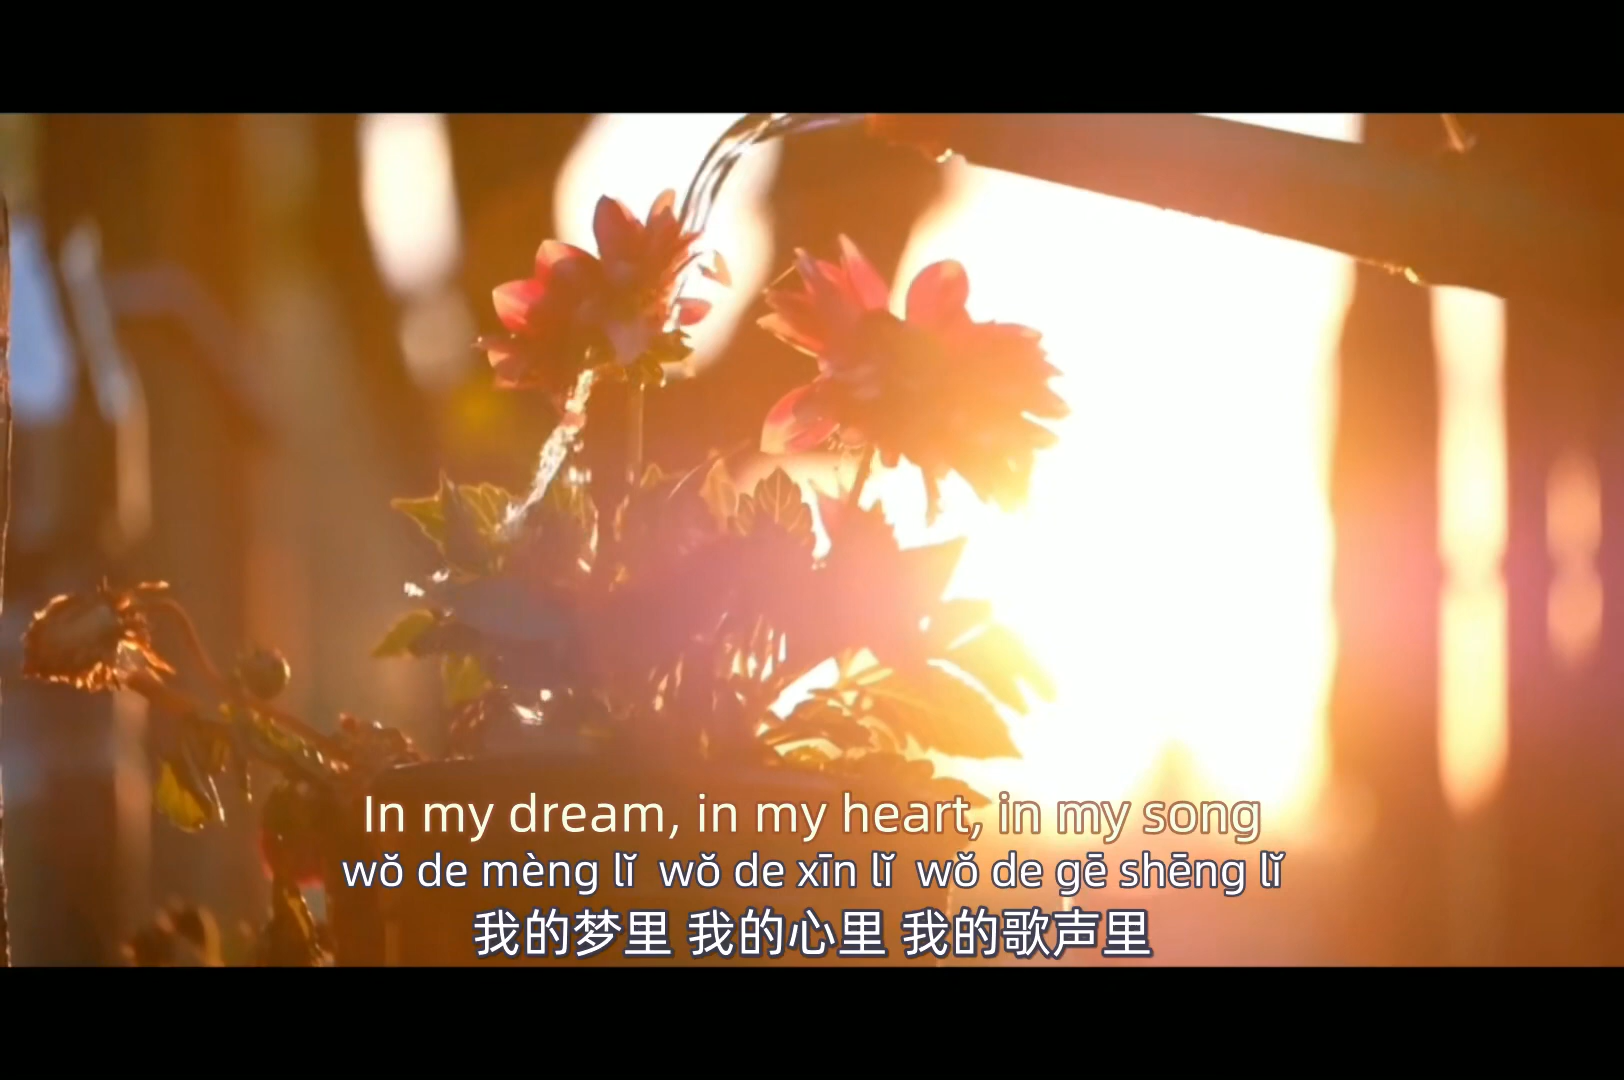 In my dream, in my heart, in my song
wǒ de mèng lǐ  wǒ de xīn lǐ  wǒ de gē shēng lǐ
我的梦里 我的心里 我的歌声里